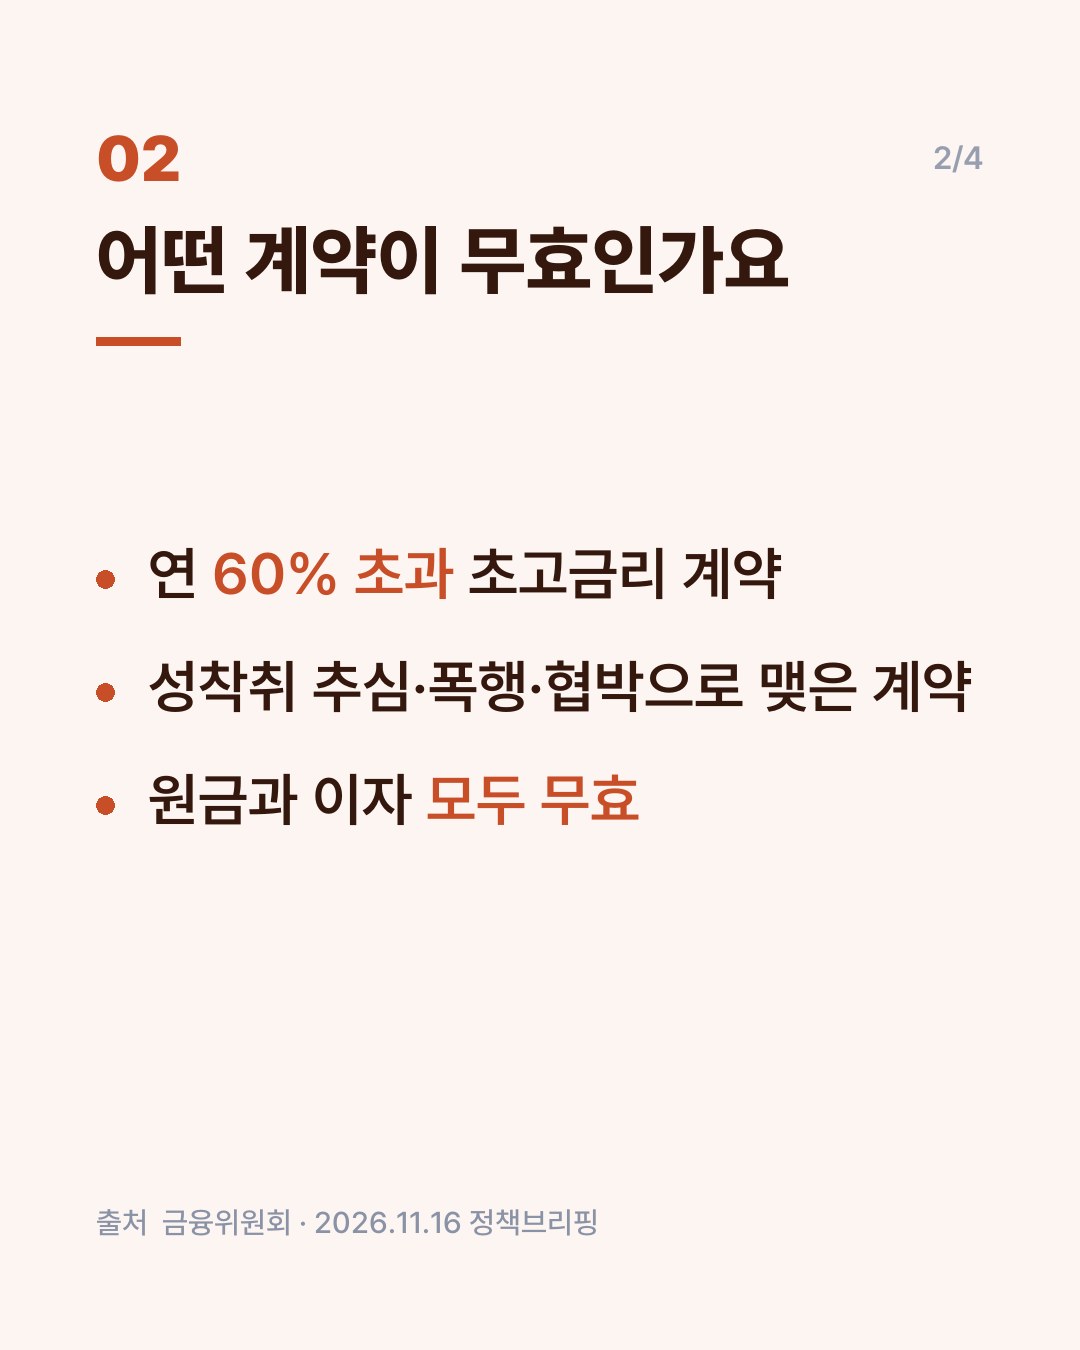 02
2/4
어떤 계약이 무효인가요
연 60% 초과 초고금리 계약
성착취 추심·폭행·협박으로 맺은 계약
원금과 이자 모두 무효
출처 금융위원회 · 2026.11.16 정책브리핑